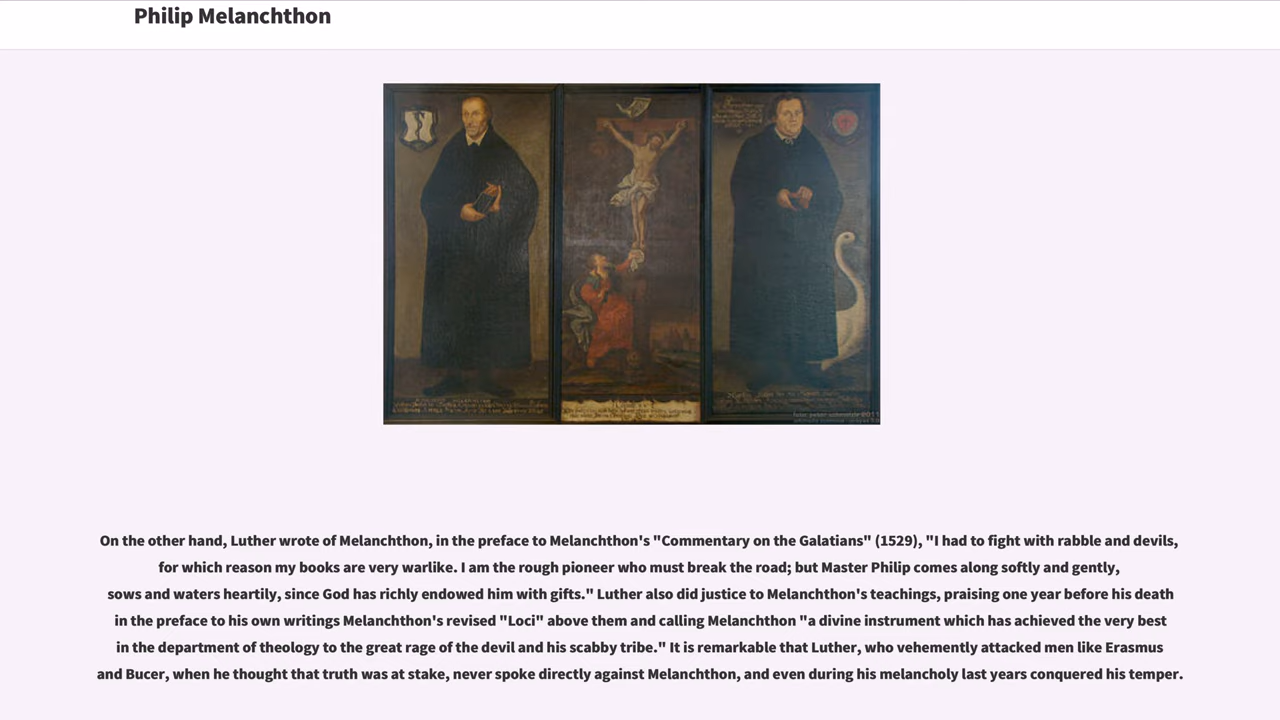 Philip Melanchthon
On the other hand, Luther wrote of Melanchthon, in the preface to Melanchthon's "Commentary on the Galatians" (1529), "I had to fight with rabble and devils,
for which reason my books are very warlike. I am the rough pioneer who must break the road; but Master Philip comes along softly and gently,
sows and waters heartily, since God has richly endowed him with gifts." Luther also did justice to Melanchthon's teachings, praising one year before his death
in the preface to his own writings Melanchthon's revised "Loci" above them and calling Melanchthon "a divine instrument which has achieved the very best
in the department of theology to the great rage of the devil and his scabby tribe." It is remarkable that Luther, who vehemently attacked men like Erasmus
and Bucer, when he thought that truth was at stake, never spoke directly against Melanchthon, and even during his melancholy last years conquered his temper.